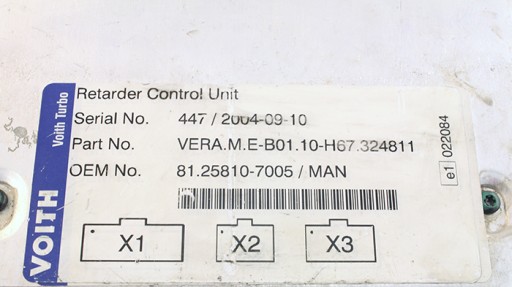 Retarder Control Unit
Serial No. 447 / 2004-09-10
Part No. VERA.M.E-B01.10-H67.324811
OEM No. 81.25810-7005 / MAN
X1 X2 X3
VOITH Voith Turbo
e1 022084